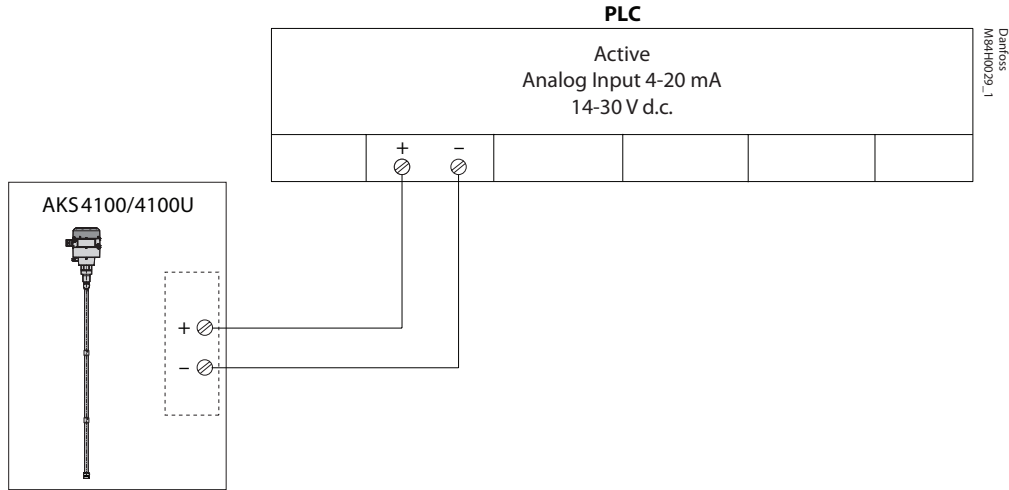 PLC
Active
Analog Input 4-20 mA
14-30 V d.c.
+ −
AKS 4100/4100U
+
−
Danfoss
M84H0029_1